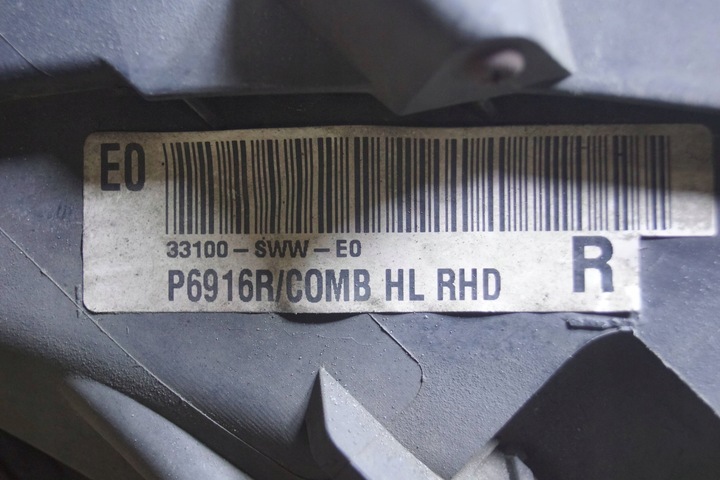 E0
33100-SWW-E0
P6916R/COMB HL RHD
R